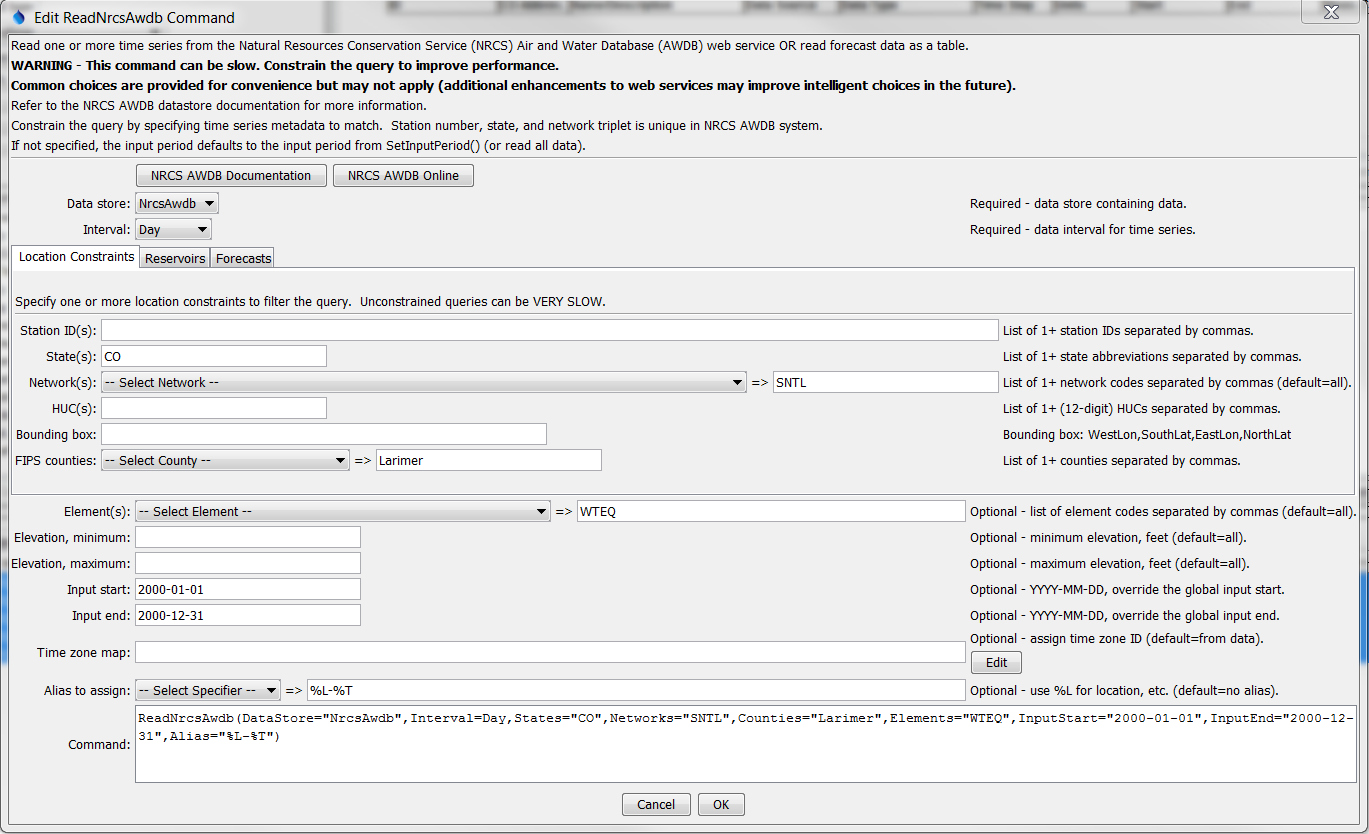 Edit ReadNrcsAwdb Command
Read one or more time series from the Natural Resources Conservation Service (NRCS) Air and Water Database (AWDB) web service OR read forecast data as a table.
WARNING - This command can be slow. Constrain the query to improve performance.
Common choices are provided for convenience but may not apply (additional enhancements to web services may improve intelligent choices in the future).
Refer to the NRCS AWDB datastore documentation for more information.
Constrain the query by specifying time series metadata to match.  Station number, state, and network triplet is unique in NRCS AWDB system.
If not specified, the input period defaults to the input period from SetInputPeriod() (or read all data).
NRCS AWDB Documentation NRCS AWDB Online
Data store: NrcsAwdb Required - data store containing data.
Interval: Day Required - data interval for time series.
Location Constraints Reservoirs Forecasts
Specify one or more location constraints to filter the query.  Unconstrained queries can be VERY SLOW.
Station ID(s): List of 1+ station IDs separated by commas.
State(s): CO List of 1+ state abbreviations separated by commas.
Network(s): -- Select Network -- => SNTL List of 1+ network codes separated by commas (default=all).
HUC(s): List of 1+ (12-digit) HUCs separated by commas.
Bounding box: Bounding box: WestLon,SouthLat,EastLon,NorthLat
FIPS counties: -- Select County -- => Larimer List of 1+ counties separated by commas.
Element(s): -- Select Element -- => WTEQ Optional - list of element codes separated by commas (default=all).
Elevation, minimum: Optional - minimum elevation, feet (default=all).
Elevation, maximum: Optional - maximum elevation, feet (default=all).
Input start: 2000-01-01 Optional - YYYY-MM-DD, override the global input start.
Input end: 2000-12-31 Optional - YYYY-MM-DD, override the global input end.
Time zone map: Optional - assign time zone ID (default=from data).
Edit
Alias to assign: -- Select Specifier -- => %L-%T Optional - use %L for location, etc. (default=no alias).
Command: ReadNrcsAwdb(DataStore="NrcsAwdb",Interval=Day,States="CO",Networks="SNTL",Counties="Larimer",Elements="WTEQ",InputStart="2000-01-01",InputEnd="2000-12-
31",Alias="%L-%T")
Cancel OK